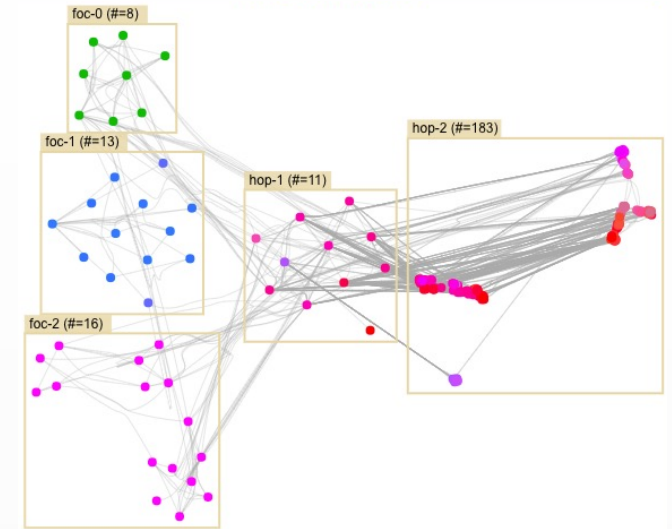 foc-0 (#=8)
foc-1 (#=13)
hop-2 (#=183)
hop-1 (#=11)
foc-2 (#=16)